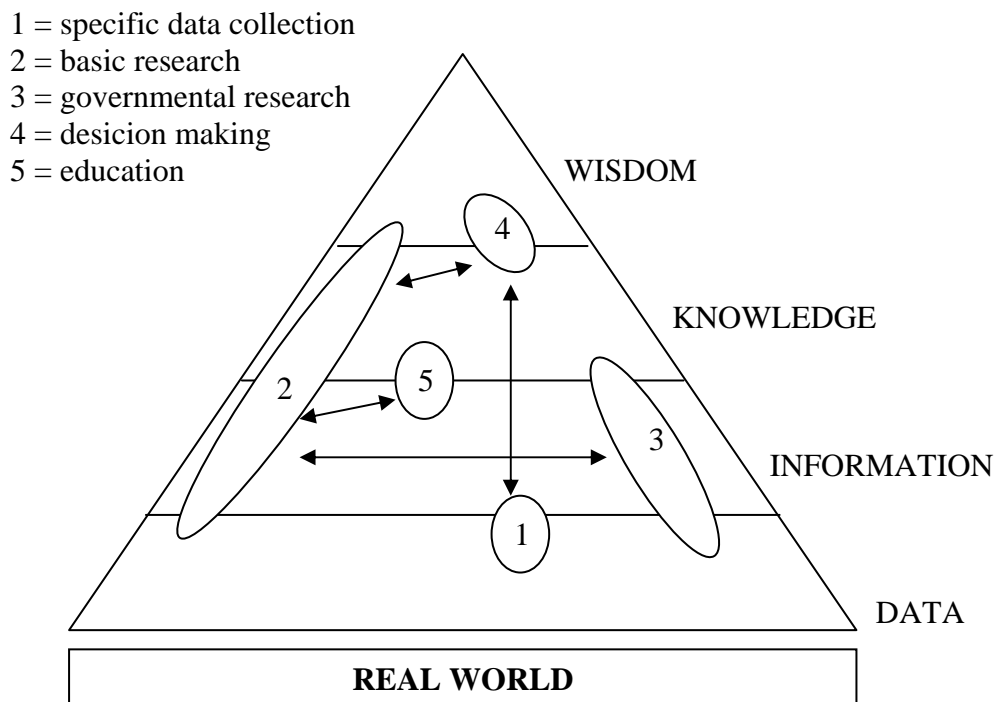 1 = specific data collection
2 = basic research
3 = governmental research
4 = desicion making
5 = education
WISDOM
4
KNOWLEDGE
5
2
3
INFORMATION
1
DATA
REAL WORLD